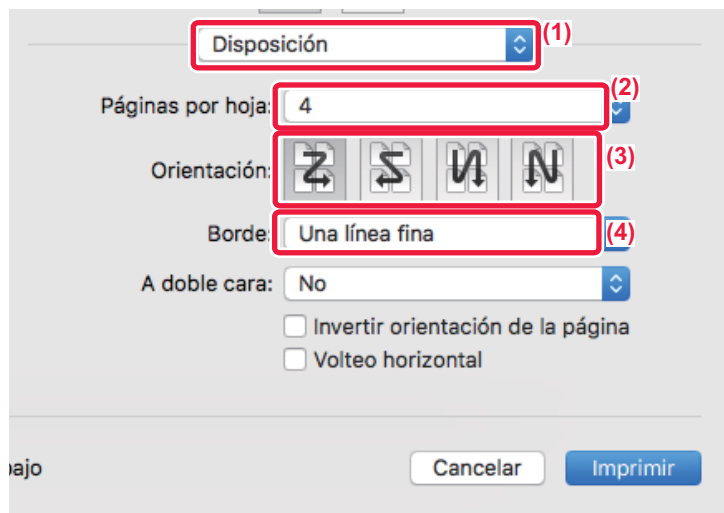 Disposición (1)
Páginas por hoja: 4 (2)
Orientación: (3)
Borde: Una línea fina (4)
A doble cara: No
Invertir orientación de la página
Volteo horizontal
Cancelar Imprimir